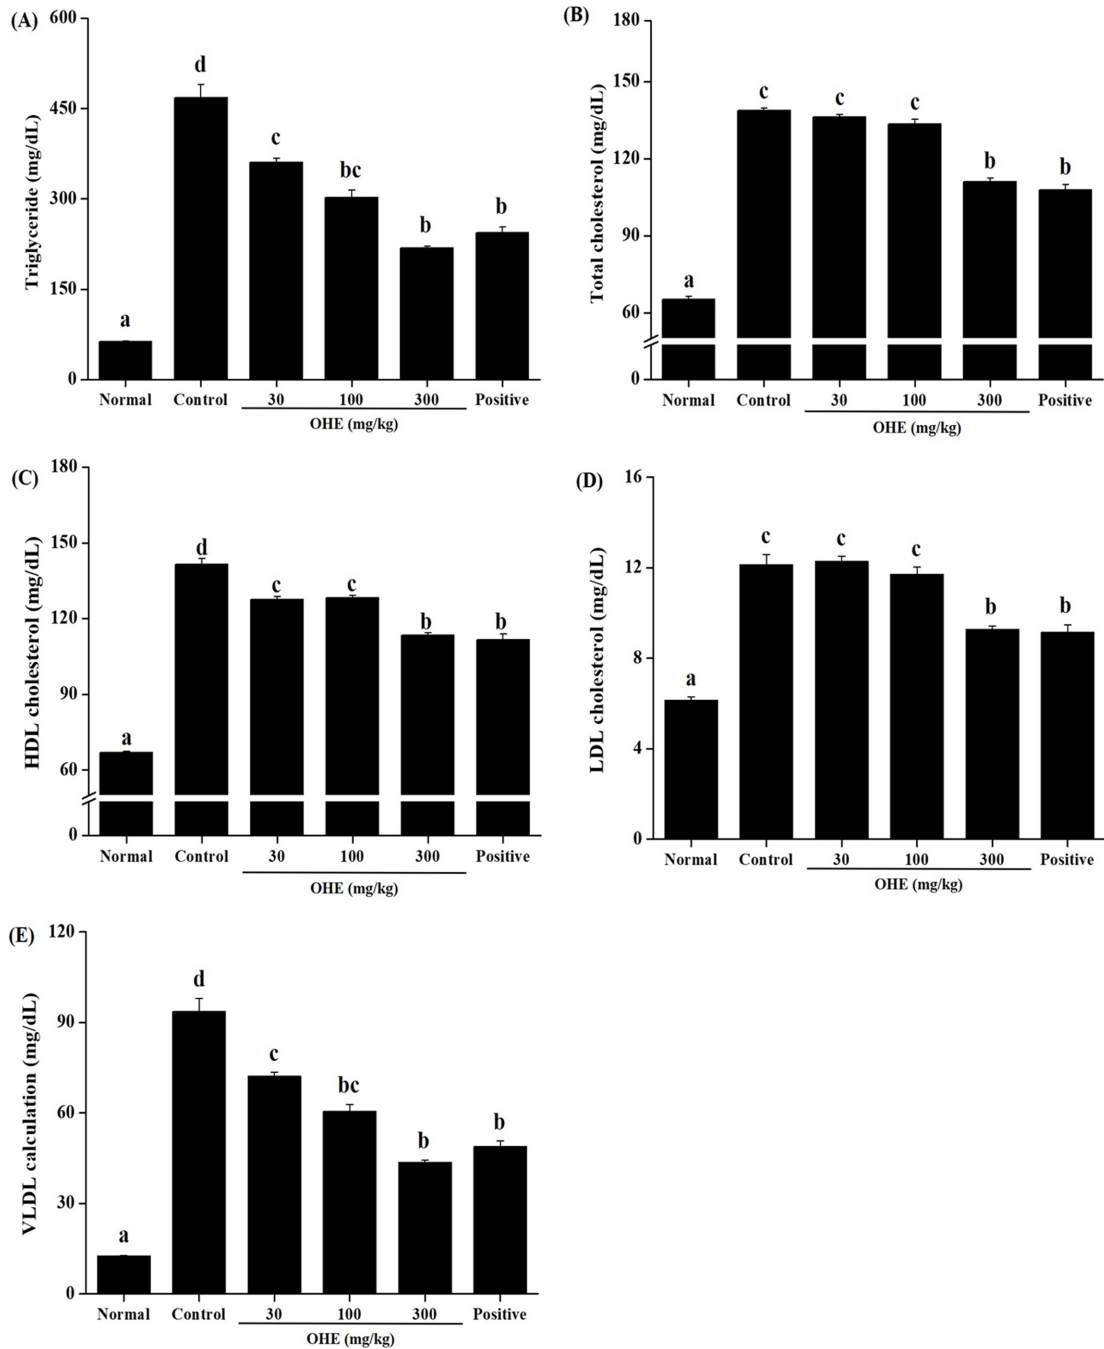 (A)
Triglyceride (mg/dL)
600
450
300
150
0
a
d
c
bc
b
b
Normal Control 30 100 300 Positive
OHE (mg/kg)
(B)
Total cholesterol (mg/dL)
180
150
120
90
60
0
a
c
c
c
b
b
Normal Control 30 100 300 Positive
OHE (mg/kg)
(C)
HDL cholesterol (mg/dL)
180
150
120
90
60
0
a
d
c
c
b
b
Normal Control 30 100 300 Positive
OHE (mg/kg)
(D)
LDL cholesterol (mg/dL)
16
12
8
4
0
a
c
c
c
b
b
Normal Control 30 100 300 Positive
OHE (mg/kg)
(E)
VLDL calculation (mg/dL)
120
90
60
30
0
a
d
c
bc
b
b
Normal Control 30 100 300 Positive
OHE (mg/kg)